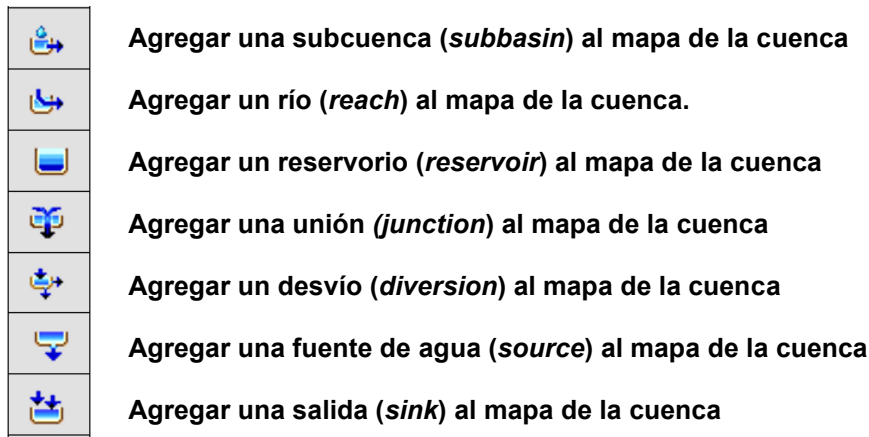 Agregar una subcuenca (subbasin) al mapa de la cuenca
Agregar un río (reach) al mapa de la cuenca.
Agregar un reservorio (reservoir) al mapa de la cuenca
Agregar una unión (junction) al mapa de la cuenca
Agregar un desvío (diversion) al mapa de la cuenca
Agregar una fuente de agua (source) al mapa de la cuenca
Agregar una salida (sink) al mapa de la cuenca